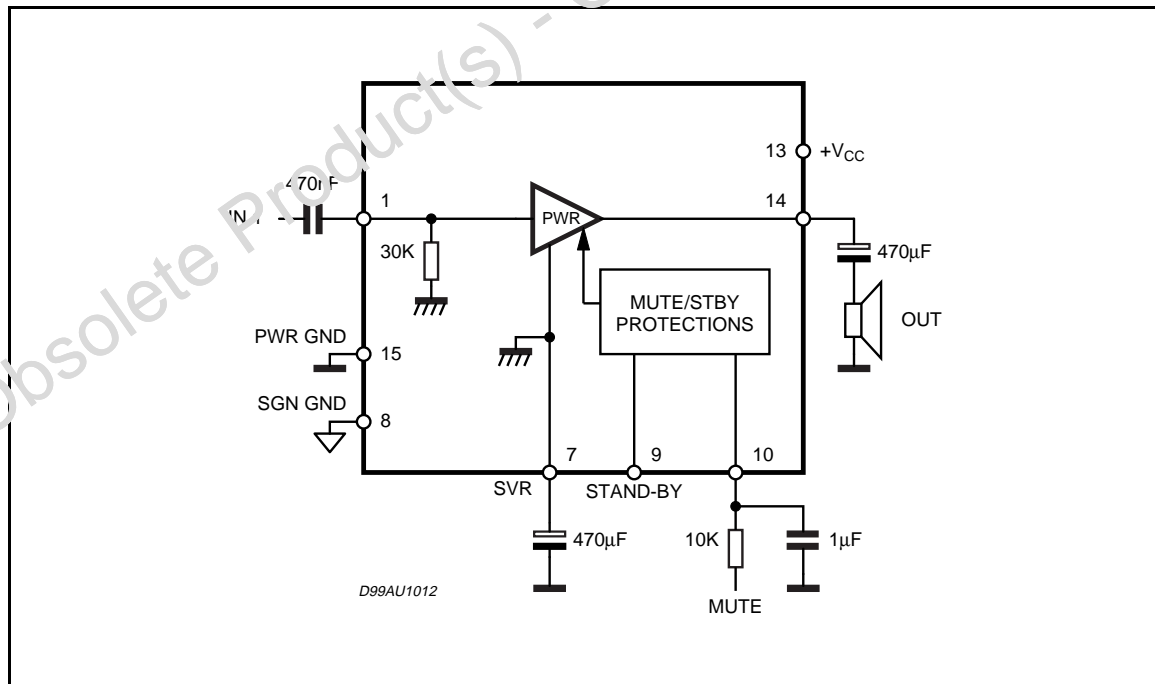 Obsolete Product(s) -
13 +V_CC
470nF
1
14
PWR
30K
470µF
MUTE/STBY
PROTECTIONS
OUT
PWR GND
15
SGN GND
8
7
9
10
SVR
STAND-BY
470µF
10K
1µF
D99AU1012
MUTE